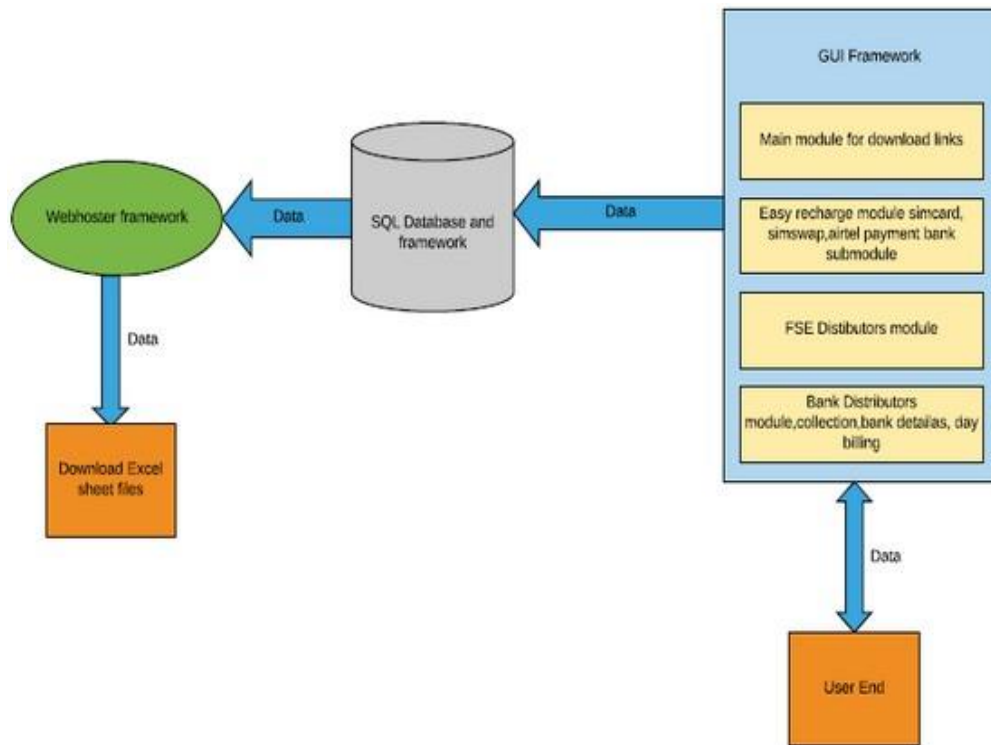 GUI Framework
Main module for download links
Easy recharge module simcard,
simswap,airtel payment bank
submodule
FSE Distibutors module
Bank Distributors
module,collection,bank detailas, day
billing
Data
SQL Database and
framework
Data
Webhoster framework
Data
Download Excel
sheet files
Data
User End